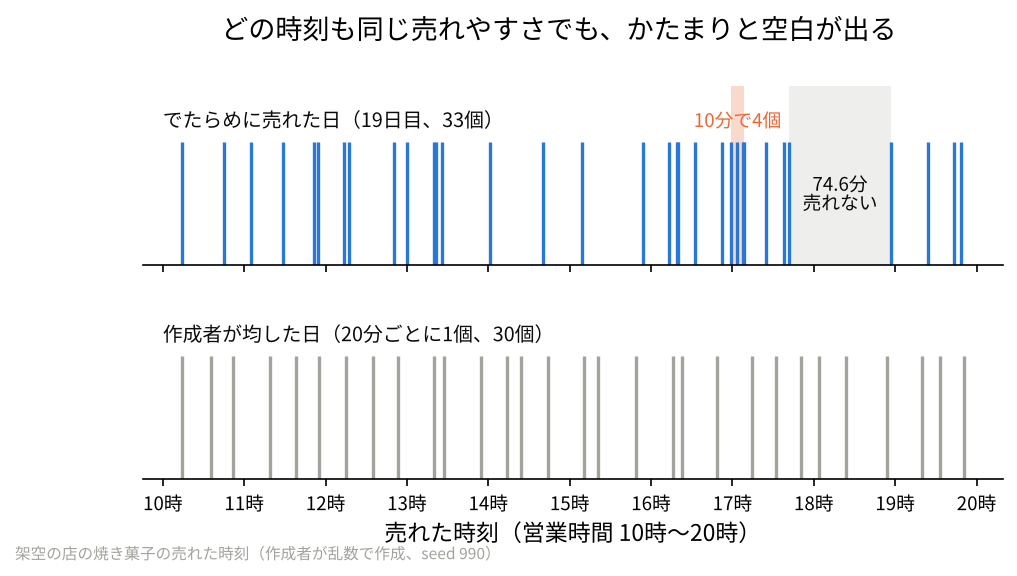 どの時刻も同じ売れやすさでも、かたまりと空白が出る
でたらめに売れた日（19日目、33個）
10分で4個
74.6分
売れない
作成者が均した日（20分ごとに1個、30個）
10時 11時 12時 13時 14時 15時 16時 17時 18時 19時 20時
売れた時刻（営業時間 10時〜20時）
架空の店の焼き菓子の売れた時刻（作成者が乱数で作成、seed 990）